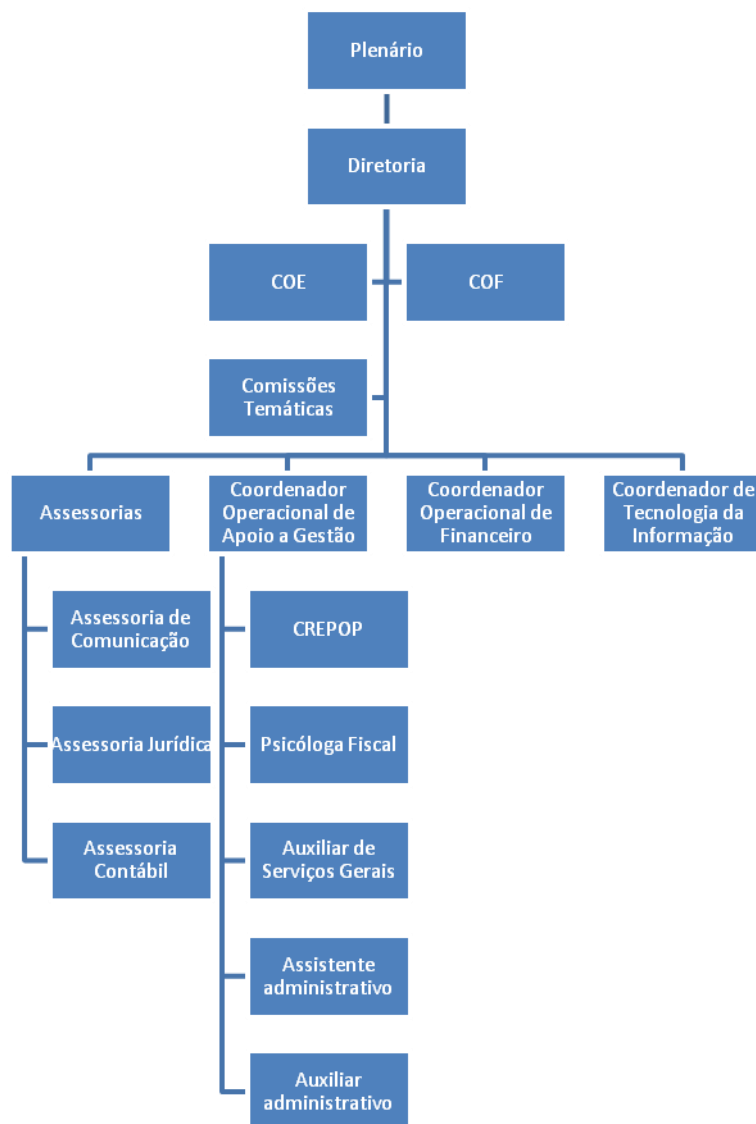 Plenário
Diretoria
COE
COF
Comissões
Temáticas
Assessorias
Coordenador
Operacional de
Apoio a Gestão
Coordenador
Operacional de
Financeiro
Coordenador de
Tecnologia da
Informação
Assessoria de
Comunicação
Assessoria Jurídica
Assessoria
Contábil
CREPOP
Psicóloga Fiscal
Auxiliar de
Serviços Gerais
Assistente
administrativo
Auxiliar
administrativo